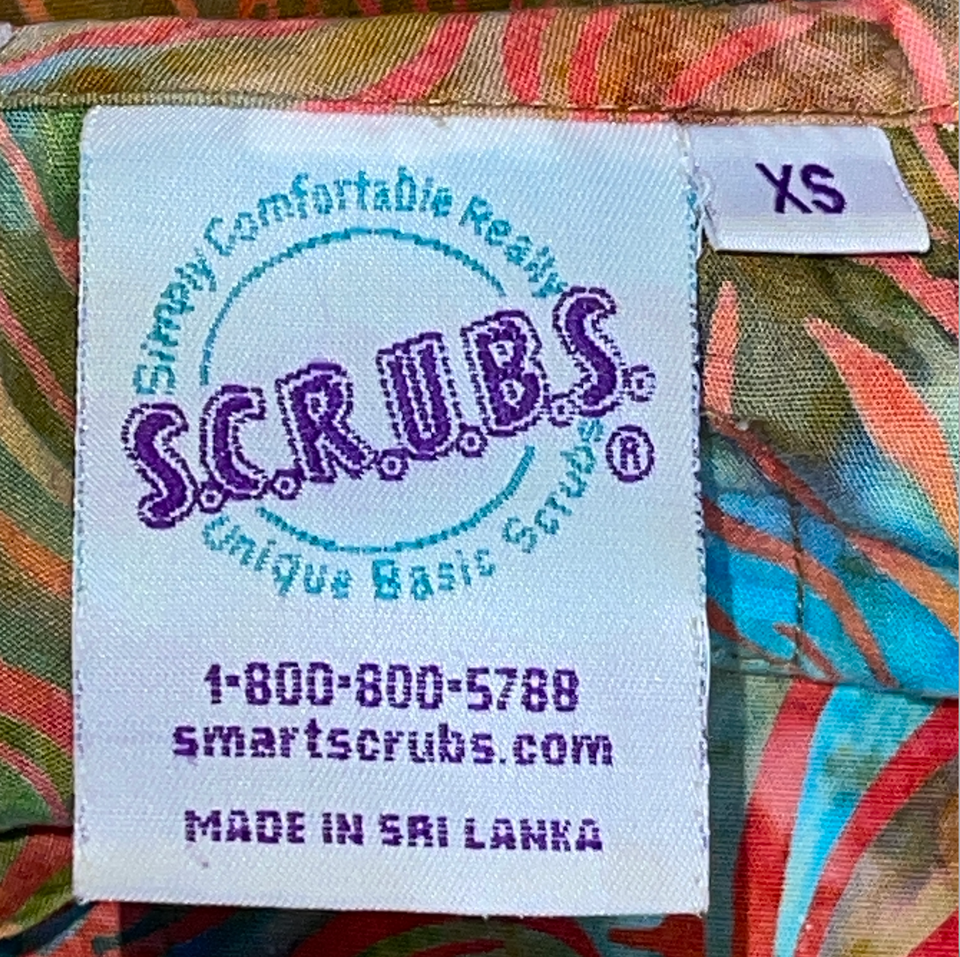 Simply Comfortable Really
S.C.R.U.B.S.®
Unique Basic Scrubs
1-800-800-5788
smartscrubs.com
MADE IN SRI LANKA
XS